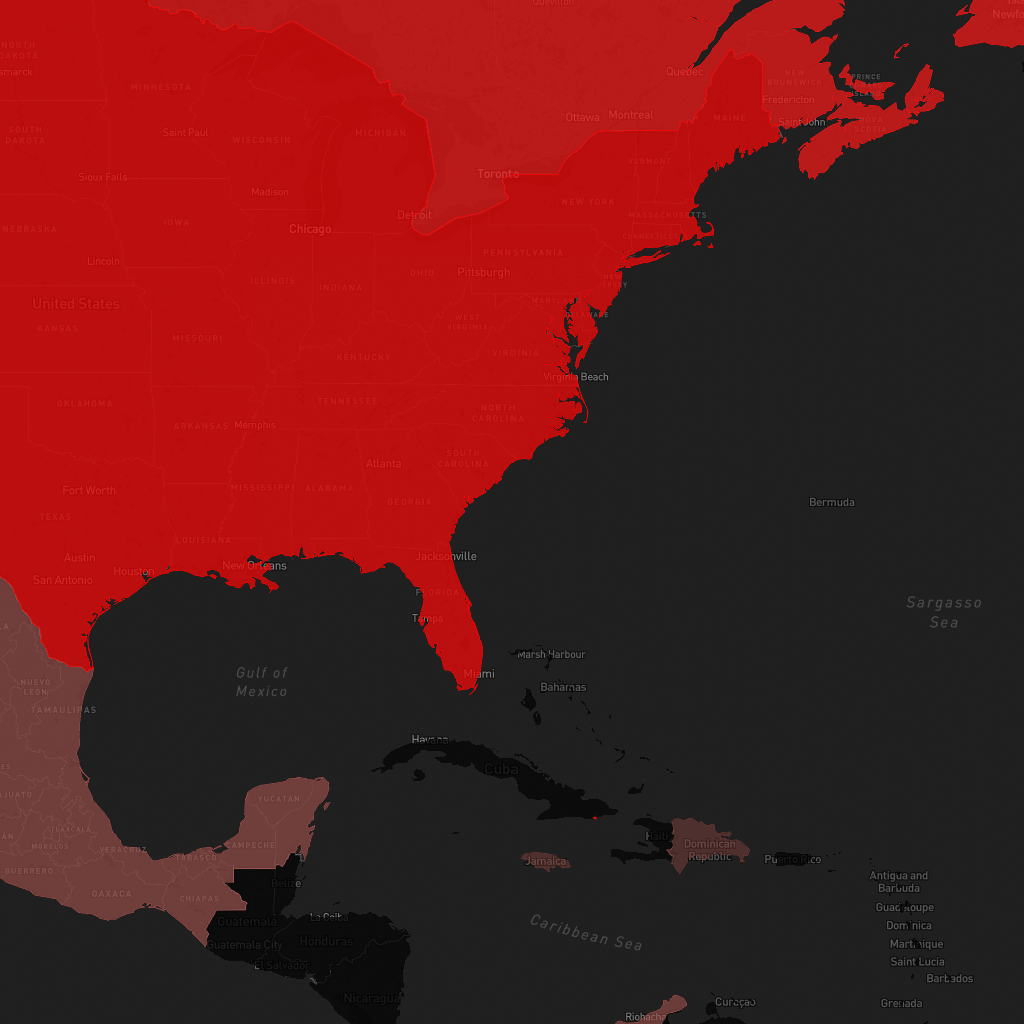 Quevillon
Newfo
NORTH
DAKOTA
smarck
MINNESOTA
Quebec
NEW
BRUNSWICK
PRINCE
Fredericton
Saint John
NOVA
SCOTIA
MAINE
Ottawa
Montreal
SOUTH
DAKOTA
Saint Paul
WISCONSIN
MICHIGAN
VERMONT
Toronto
Sioux Falls
Madison
NEW YORK
Detroit
MASSACHUSETTS
IOWA
Chicago
NEBRASKA
CONNECTICUT
PENNSYLVANIA
Lincoln
OHIO
Pittsburgh
ILLINOIS
INDIANA
NEW
JERSEY
United States
MARYLAND
DELAWARE
KANSAS
MISSOURI
WEST
VIRGINIA
KENTUCKY
VIRGINIA
Virginia Beach
OKLAHOMA
TENNESSEE
NORTH
CAROLINA
ARKANSAS
Memphis
SOUTH
CAROLINA
Atlanta
Fort Worth
MISSISSIPPI
ALABAMA
GEORGIA
Bermuda
TEXAS
LOUISIANA
Austin
Jacksonville
Houston
New Orleans
San Antonio
FLORIDA
Sargasso
Sea
Tampa
Marsh Harbour
Gulf of
Mexico
Miami
Bahamas
NUEVO
LEON
TAMAULIPAS
Havana
Cuba
YUCATAN
AJUATO
TLAXCALA
MORELOS
VERACRUZ
CAMPECHE
TABASCO
Haiti
Dominican
Republic
Jamaica
Puerto Rico
GUERRERO
OAXACA
CHIAPAS
Belize
Antigua and
Barbuda
Guadeloupe
Guatemala
La Ceiba
Caribbean Sea
Dominica
Guatemala City
Honduras
Martinique
El Salvador
Saint Lucia
Barbados
Nicaragua
Curaçao
Grenada
Riohacha